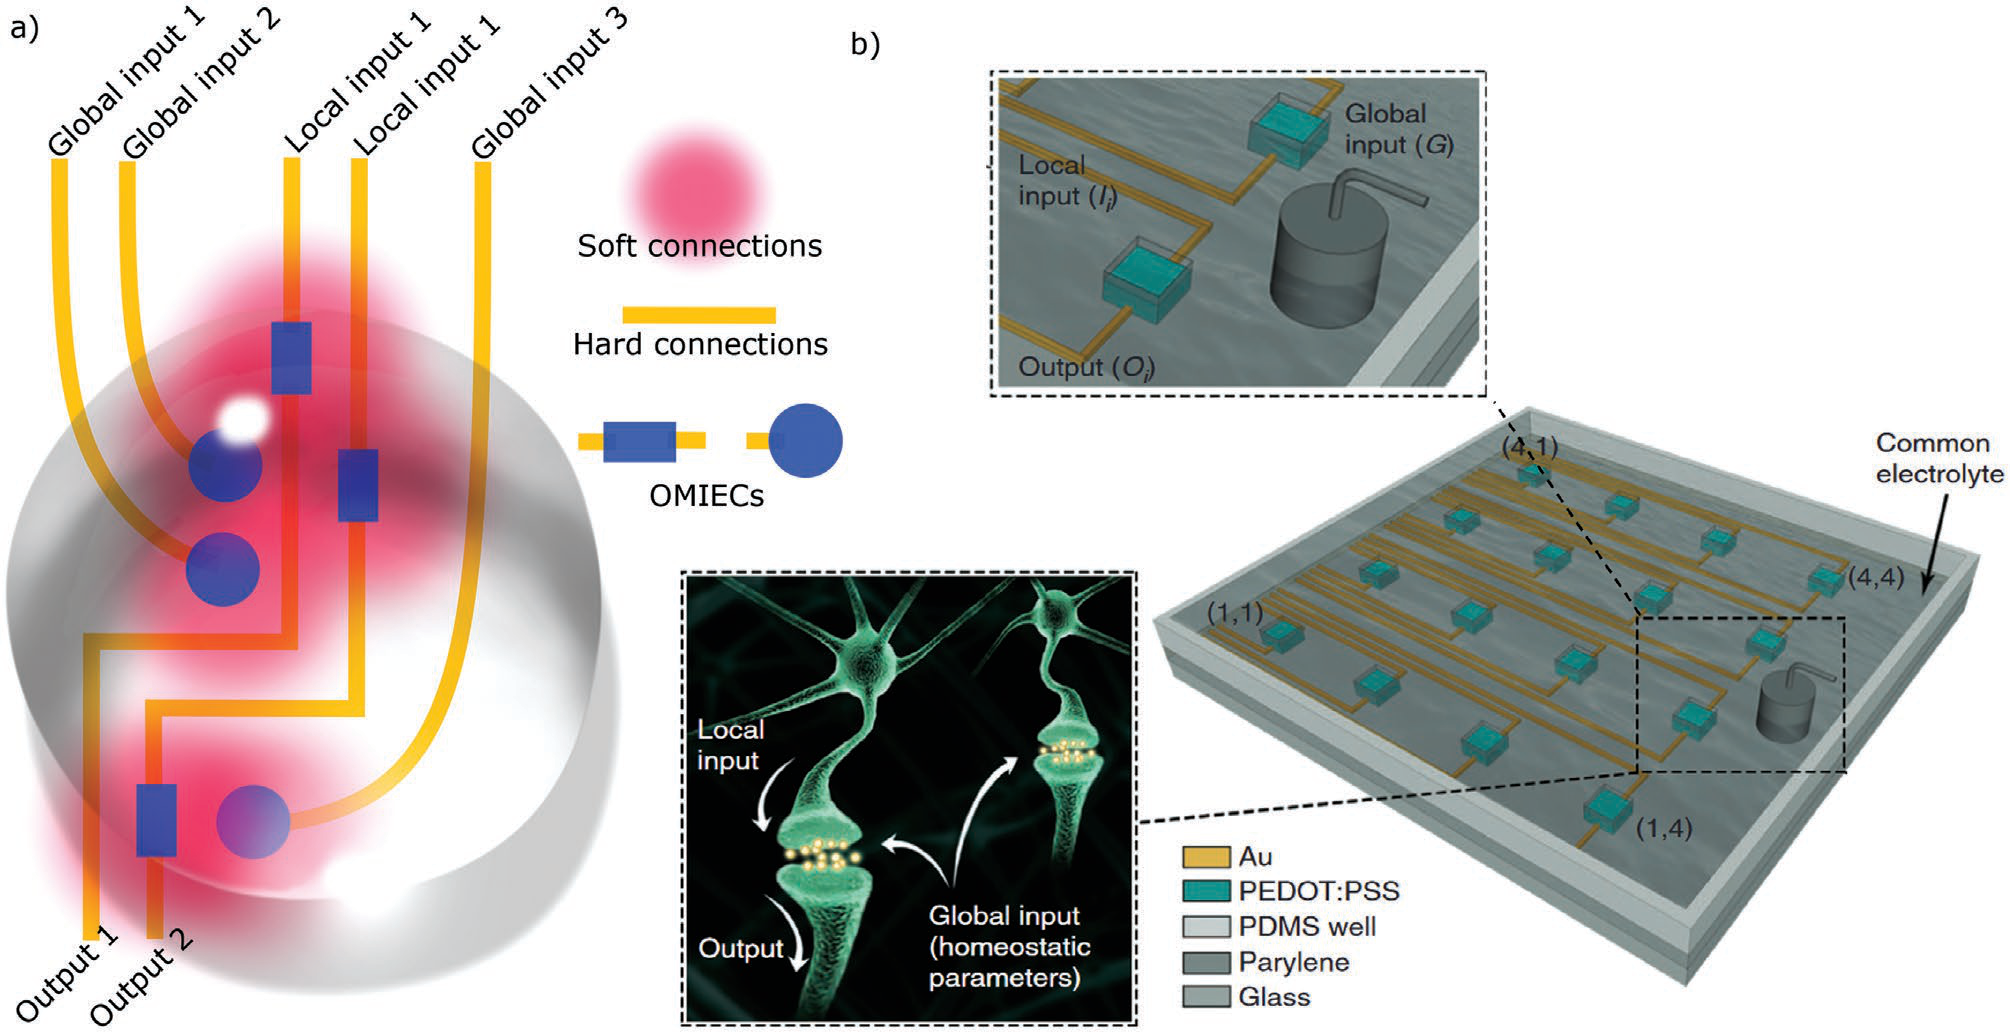 a)
Global input 1
Global input 2
Local input 1
Local input 1
Global input 3
Soft connections
Hard connections
OMIECs
Output 1
Output 2
b)
Global
input (G)
Local
input (Ii)
Output (Oi)
Common
electrolyte
(4,1)
(4,4)
(1,1)
(1,4)
Local
input
Output
Global input
(homeostatic
parameters)
Au
PEDOT:PSS
PDMS well
Parylene
Glass